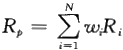 R_p = \sum_{i=1}^{N} w_i R_i